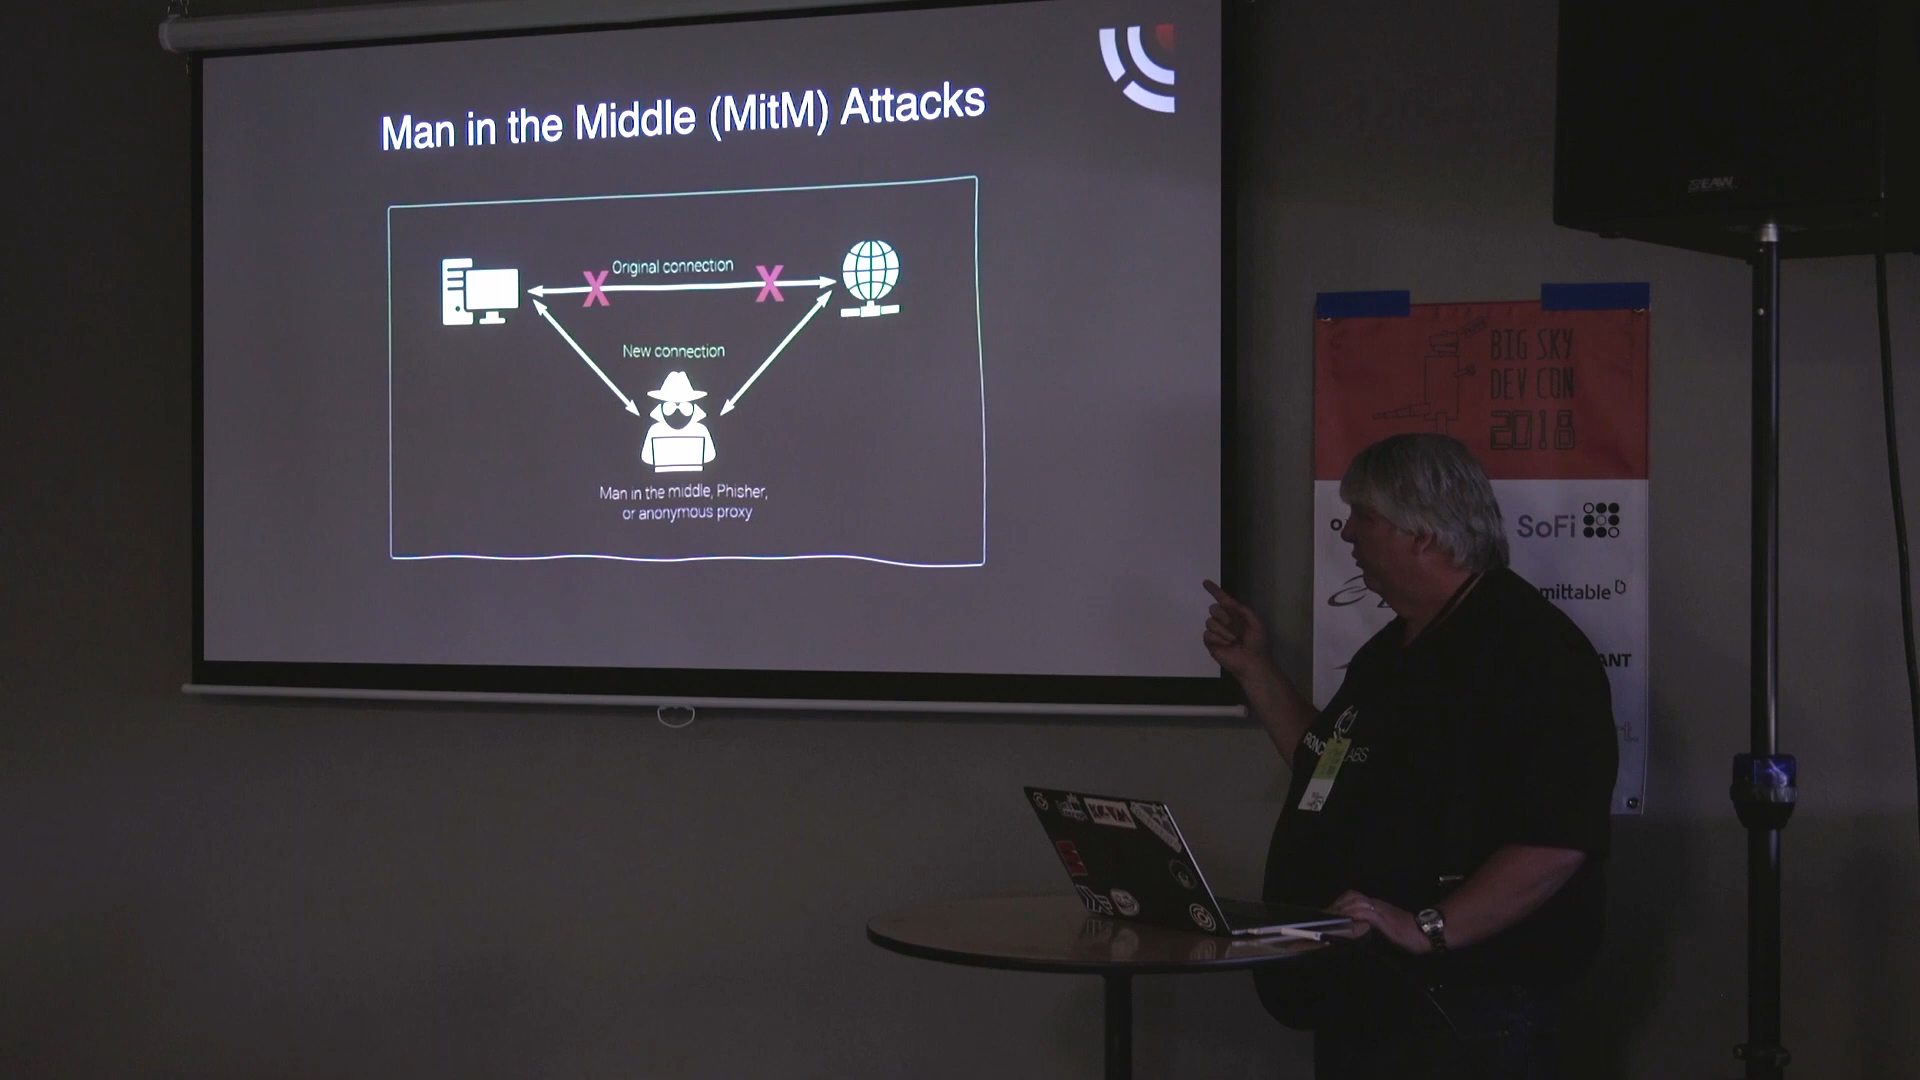 Man in the Middle (MitM) Attacks
Original connection
X
X
New connection
Man in the middle, Phisher,
or anonymous proxy
EAW
BIG SKY
DEV CON
2018
SoFi
mittable
ANT
ABS